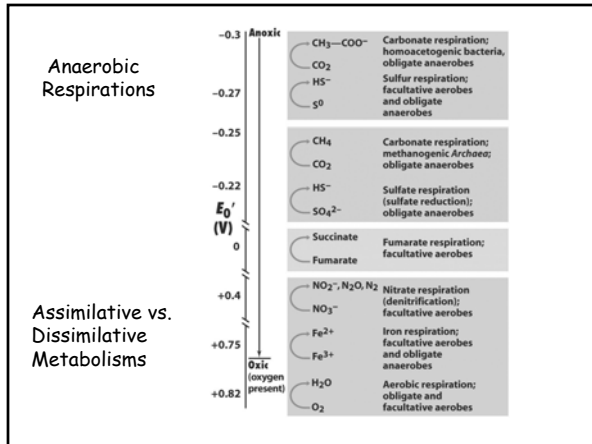 Anaerobic
Respirations
Assimilative vs.
Dissimilative
Metabolisms
–0.3
–0.27
–0.25
–0.22
E₀′
(V)
0
+0.4
+0.75
+0.82
Anoxic
Oxic
(oxygen
present)
CH₃—COO⁻
CO₂
Carbonate respiration;
homoacetogenic bacteria,
obligate anaerobes
HS⁻
S⁰
Sulfur respiration;
facultative aerobes
and obligate
anaerobes
CH₄
CO₂
Carbonate respiration;
methanogenic Archaea;
obligate anaerobes
HS⁻
SO₄²⁻
Sulfate respiration
(sulfate reduction);
obligate anaerobes
Succinate
Fumarate
Fumarate respiration;
facultative aerobes
NO₂⁻, N₂O, N₂
NO₃⁻
Nitrate respiration
(denitrification);
facultative aerobes
Fe²⁺
Fe³⁺
Iron respiration;
facultative aerobes
and obligate
anaerobes
H₂O
O₂
Aerobic respiration;
obligate and
facultative aerobes